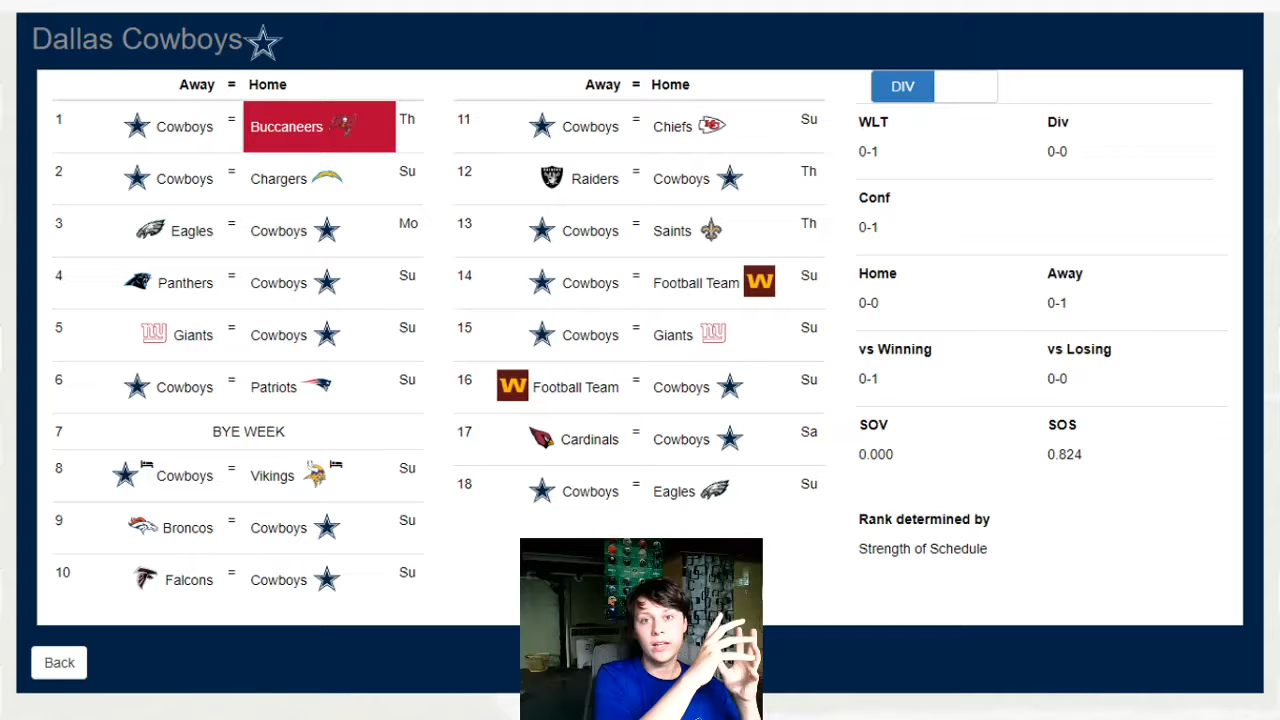 Dallas Cowboys
Away = Home
1 Cowboys = Buccaneers Th
2 Cowboys = Chargers Su
3 Eagles = Cowboys Mo
4 Panthers = Cowboys Su
5 Giants = Cowboys Su
6 Cowboys = Patriots Su
7 BYE WEEK
8 Cowboys = Vikings Su
9 Broncos = Cowboys Su
10 Falcons = Cowboys Su
Away = Home
11 Cowboys = Chiefs Su
12 Raiders = Cowboys Th
13 Cowboys = Saints Th
14 Cowboys = Football Team W Su
15 Cowboys = Giants ny Su
16 W Football Team = Cowboys Su
17 Cardinals = Cowboys Sa
18 Cowboys = Eagles Su
DIV
WLT Div
0-1 0-0
Conf
0-1
Home Away
0-0 0-1
vs Winning vs Losing
0-1 0-0
SOV SOS
0.000 0.824
Rank determined by
Strength of Schedule
Back